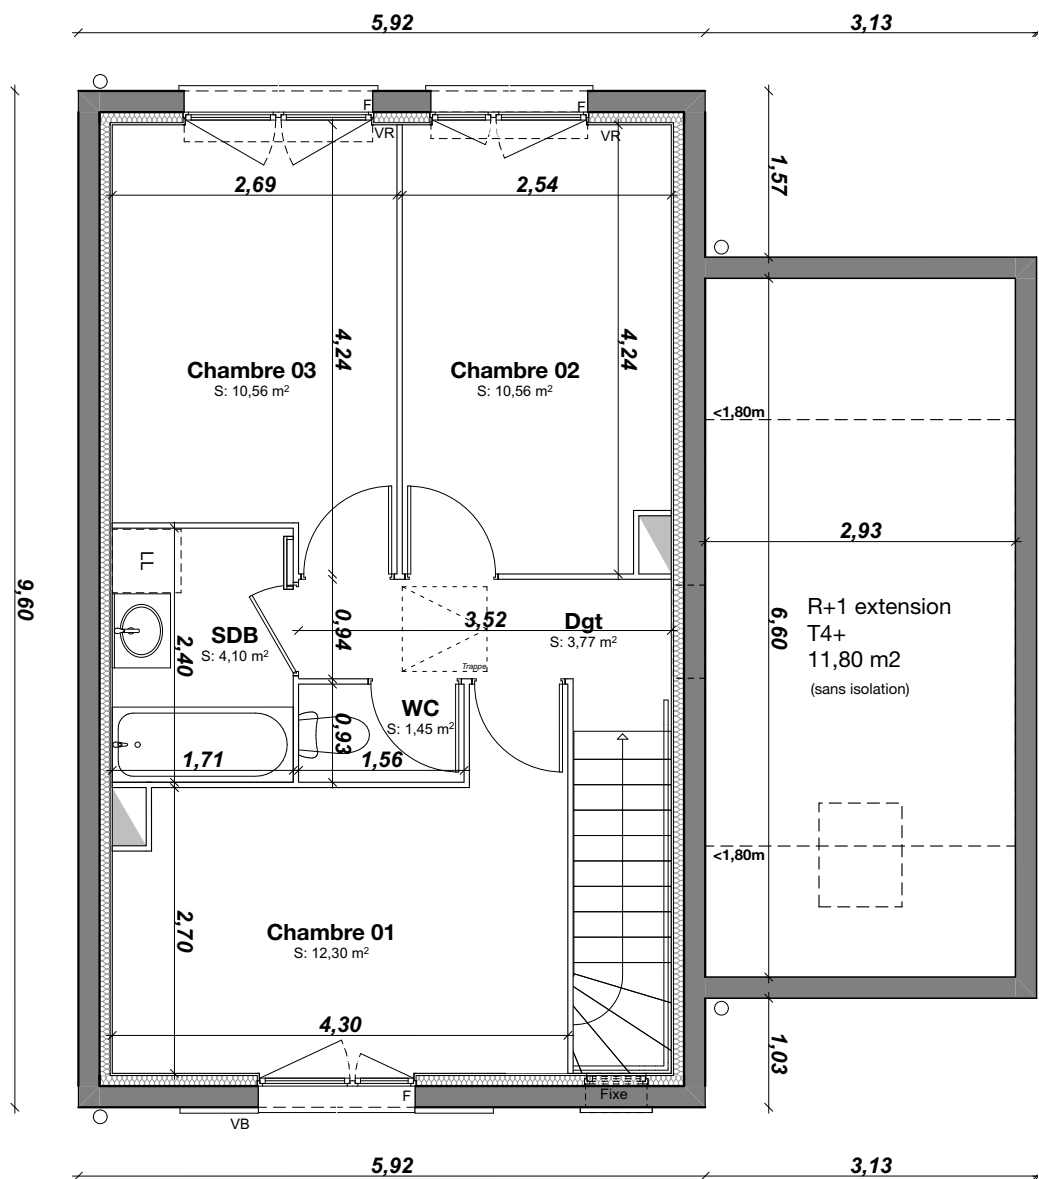 5,92
3,13
F
F
VR
VR
2,69
2,54
1,57
4,24
4,24
Chambre 03
S: 10,56 m²
Chambre 02
S: 10,56 m²
<1,80m
2,93
LL
9,60
SDB
S: 4,10 m²
2,40
0,94
3,52
Trappe
Dgt
S: 3,77 m²
6,60
R+1 extension
T4+
11,80 m2
(sans isolation)
WC
S: 1,45 m²
0,93
1,71
1,56
<1,80m
2,70
Chambre 01
S: 12,30 m²
4,30
1,03
F
Fixe
VB
5,92
3,13